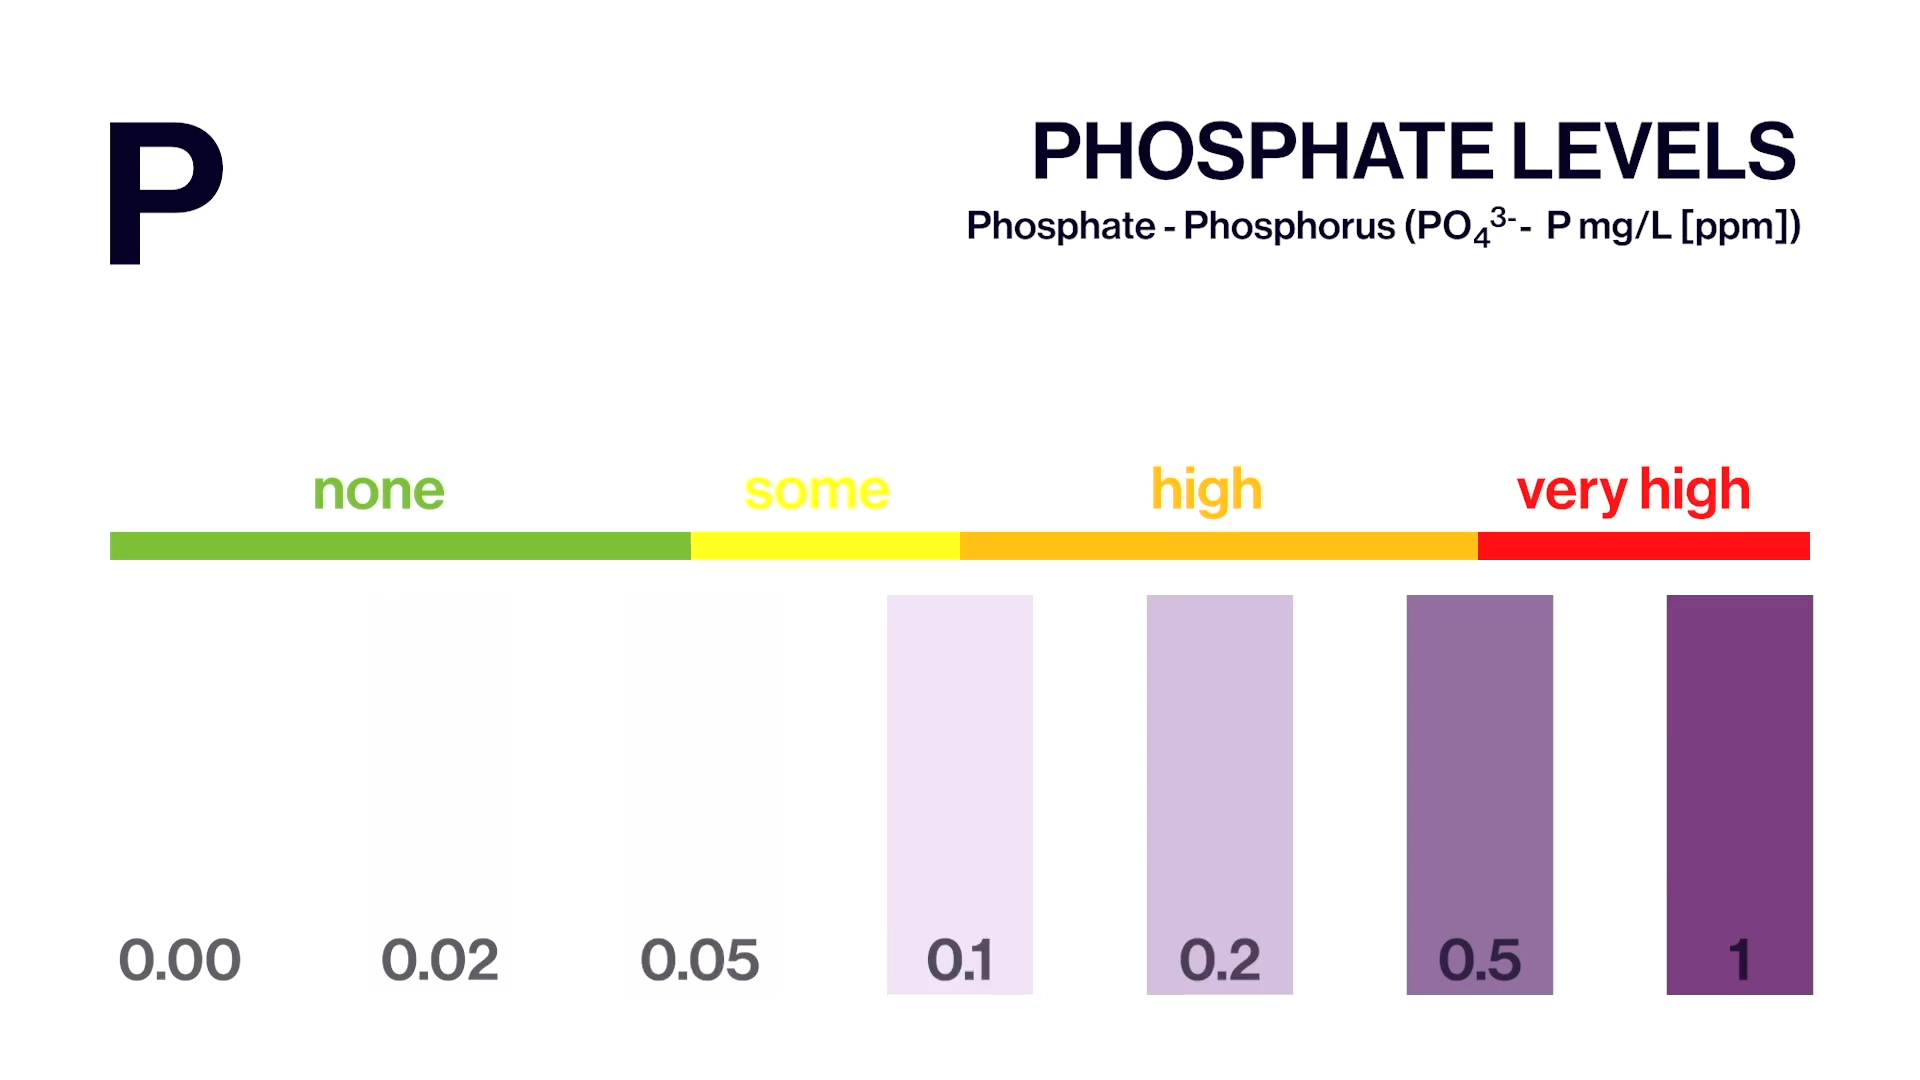 P
PHOSPHATE LEVELS
Phosphate - Phosphorus (PO₄³⁻ - P mg/L [ppm])
none some high very high
0.00 0.02 0.05 0.1 0.2 0.5 1